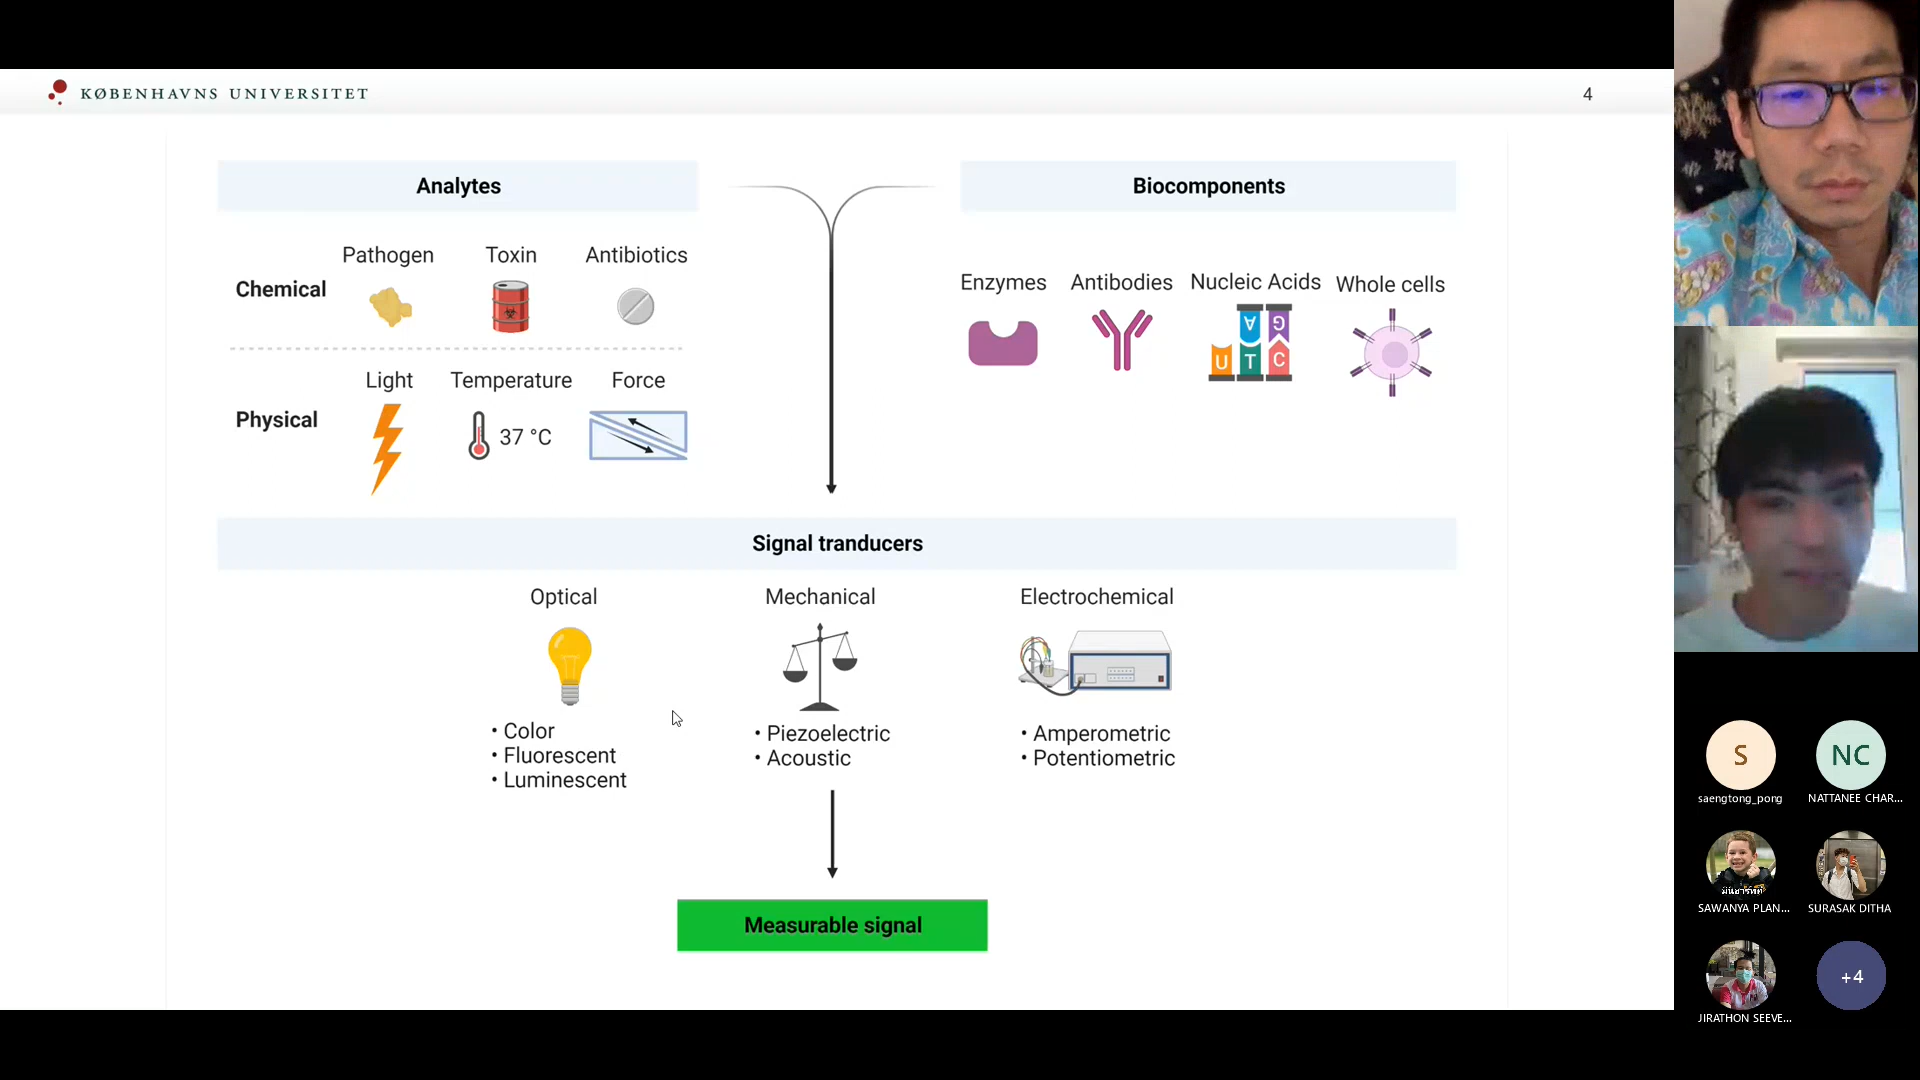 KØBENHAVNS UNIVERSITET
4
Analytes
Biocomponents
Pathogen Toxin Antibiotics
Chemical
Light Temperature Force
Physical
37 °C
Enzymes Antibodies Nucleic Acids Whole cells
A G
U T C
Signal tranducers
Optical Mechanical Electrochemical
• Color
• Fluorescent
• Luminescent
• Piezoelectric
• Acoustic
• Amperometric
• Potentiometric
Measurable signal
S
saengtong_pong
NC
NATTANEE CHAR...
SAWANYA PLAN...
SURASAK DITHA
JIRATHON SEEVE...
+4